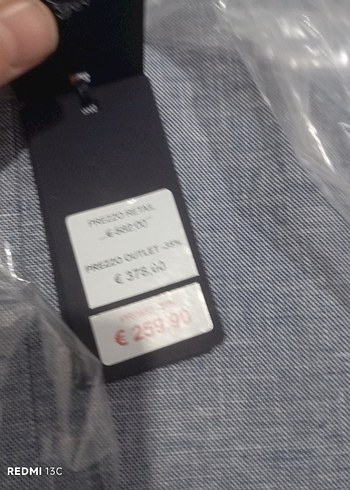 PREZZO RETAIL
PREZZO OUTLET -35%
€ 378,00
€ 259,90
REDMI 13C